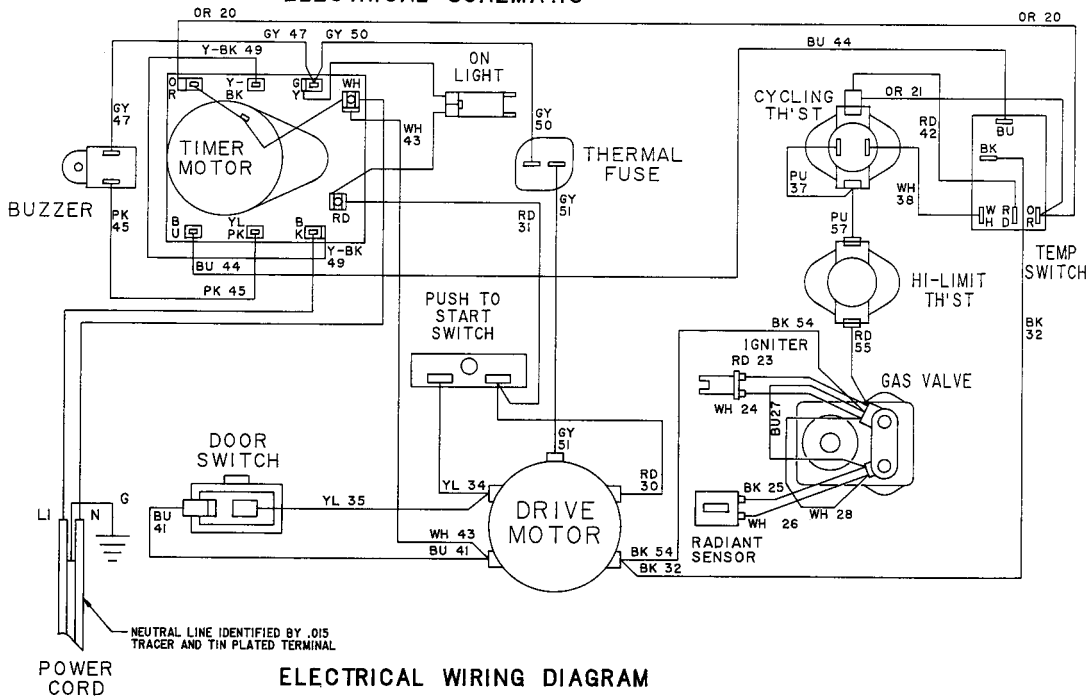 OR 20
OR 20
GY 47
GY 50
Y-BK 49
BU 44
ON
LIGHT
CYCLING
TH'ST
OR 21
O
R
Y-
BK
G
Y
WH
GY
47
WH
43
GY
50
RD
42
BU
BK
TIMER
MOTOR
THERMAL
FUSE
PU
37
WH
38
BUZZER
PK
45
RD
RD
31
GY
51
W
H
R
D
O
R
B
U
YL
PK
B
K
Y-BK
49
PU
57
TEMP
SWITCH
BU 44
PK 45
HI-LIMIT
TH'ST
PUSH TO
START
SWITCH
BK 54
RD
55
BK
32
IGNITER
RD 23
GAS VALVE
WH 24
BU27
DOOR
SWITCH
GY
51
YL 34
RD
30
LI
N
G
BU
41
YL 35
DRIVE
MOTOR
BK 25
WH 28
WH 26
WH 43
BU 41
BK 54
BK 32
RADIANT
SENSOR
NEUTRAL LINE IDENTIFIED BY .015
TRACER AND TIN PLATED TERMINAL
POWER
CORD
ELECTRICAL WIRING DIAGRAM